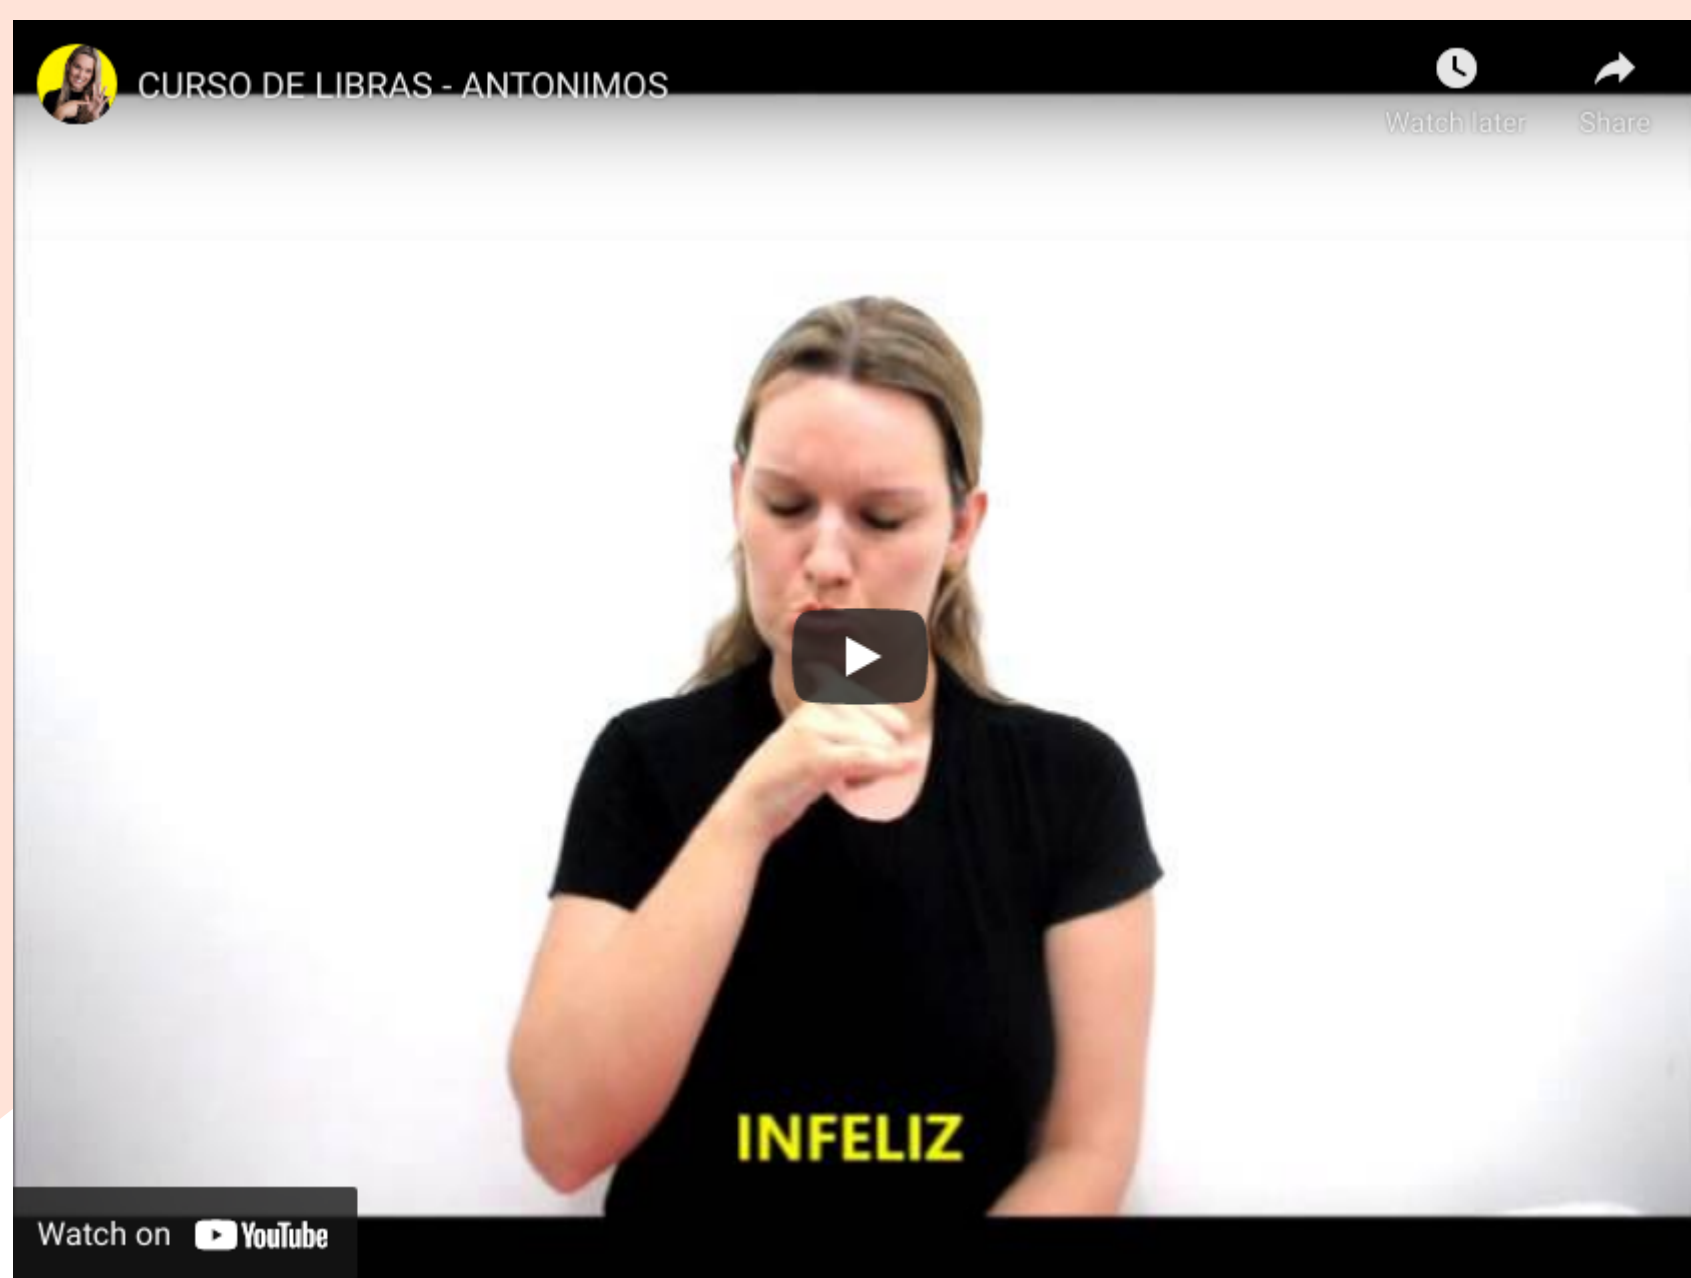 CURSO DE LIBRAS - ANTONIMOS
Watch later
Share
INFELIZ
Watch on YouTube